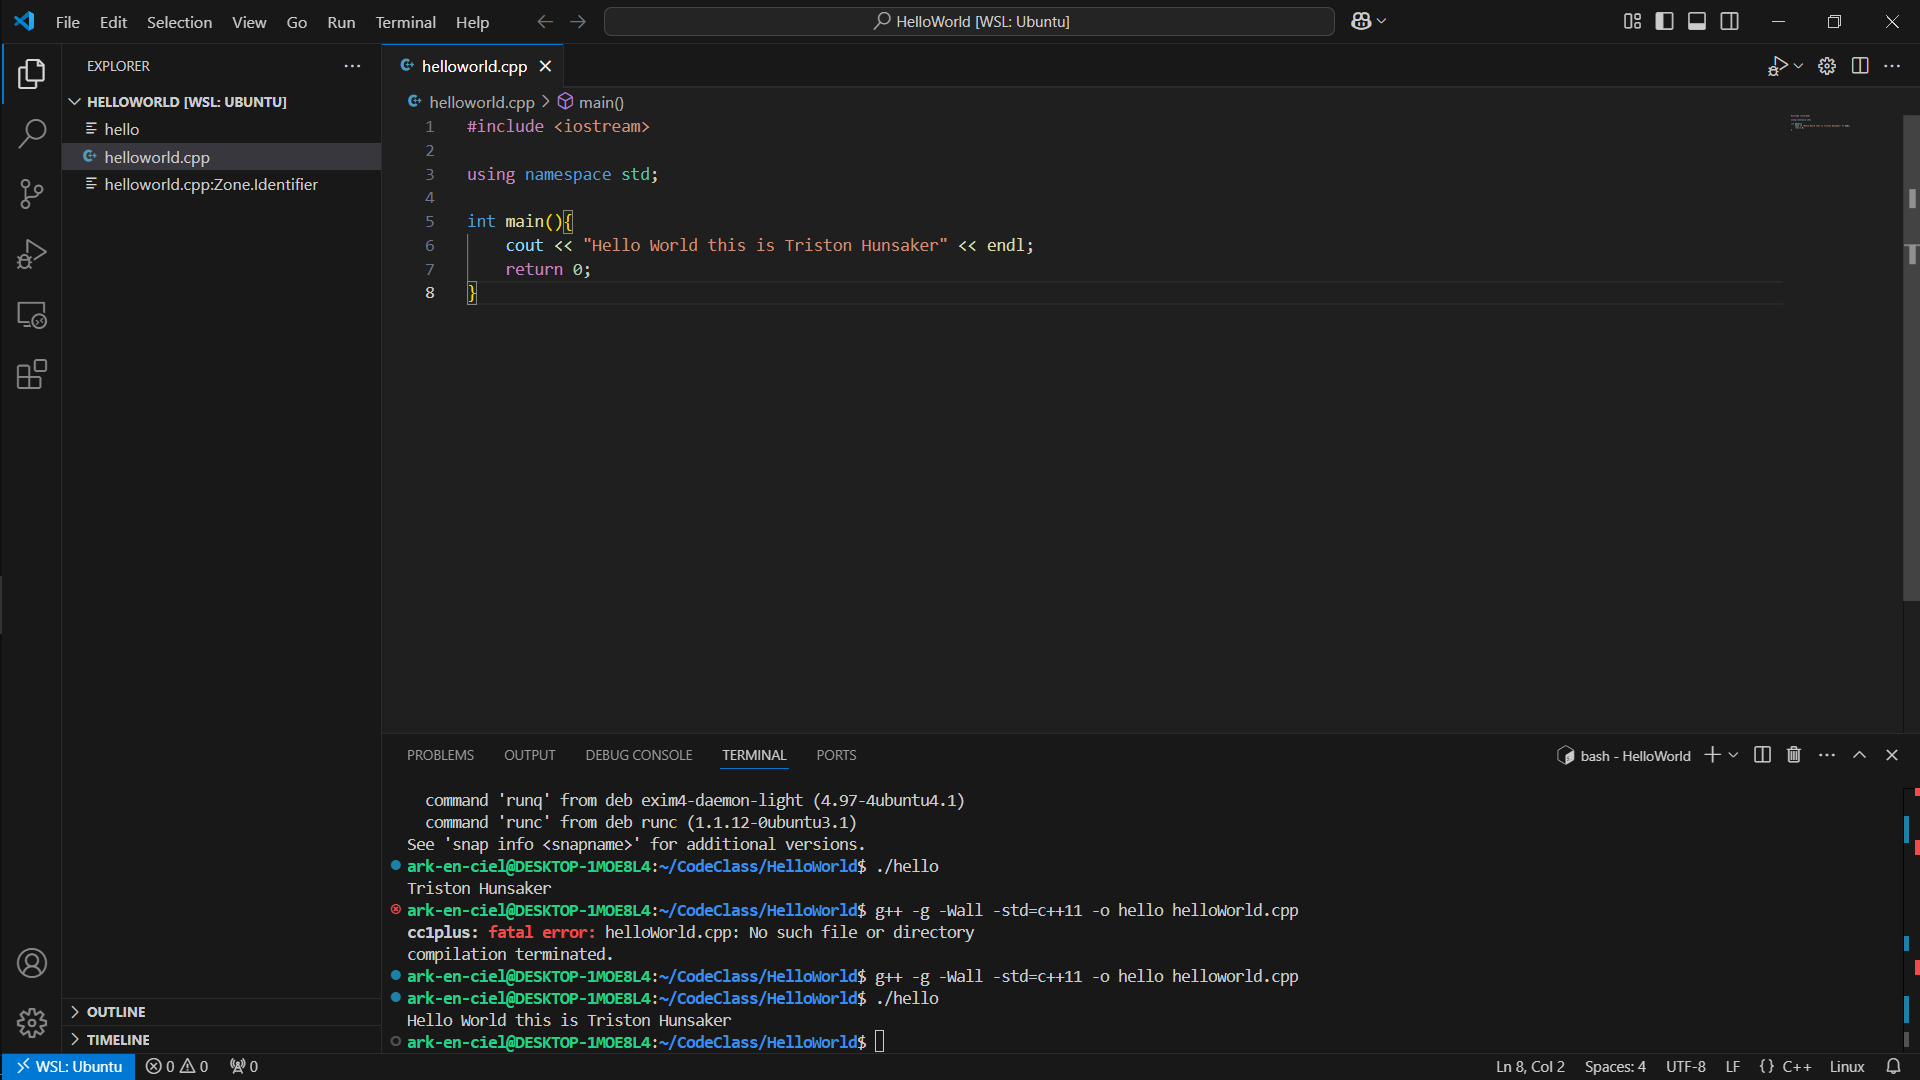 File Edit Selection View Go Run Terminal Help
HelloWorld [WSL: Ubuntu]
EXPLORER
HELLOWORLD [WSL: UBUNTU]
hello
helloworld.cpp
helloworld.cpp:Zone.Identifier
OUTLINE
TIMELINE
helloworld.cpp
helloworld.cpp > main()
1 #include <iostream>
2
3 using namespace std;
4
5 int main(){
6 cout << "Hello World this is Triston Hunsaker" << endl;
7 return 0;
8 }
PROBLEMS OUTPUT DEBUG CONSOLE TERMINAL PORTS
bash - HelloWorld
command 'runq' from deb exim4-daemon-light (4.97-4ubuntu4.1)
command 'runc' from deb runc (1.1.12-0ubuntu3.1)
See 'snap info <snapname>' for additional versions.
ark-en-ciel@DESKTOP-1MOE8L4:~/CodeClass/HelloWorld$ ./hello
Triston Hunsaker
ark-en-ciel@DESKTOP-1MOE8L4:~/CodeClass/HelloWorld$ g++ -g -Wall -std=c++11 -o hello helloWorld.cpp
cc1plus: fatal error: helloWorld.cpp: No such file or directory
compilation terminated.
ark-en-ciel@DESKTOP-1MOE8L4:~/CodeClass/HelloWorld$ g++ -g -Wall -std=c++11 -o hello helloworld.cpp
ark-en-ciel@DESKTOP-1MOE8L4:~/CodeClass/HelloWorld$ ./hello
Hello World this is Triston Hunsaker
ark-en-ciel@DESKTOP-1MOE8L4:~/CodeClass/HelloWorld$
WSL: Ubuntu 0 0 0
Ln 8, Col 2 Spaces: 4 UTF-8 LF {} C++ Linux